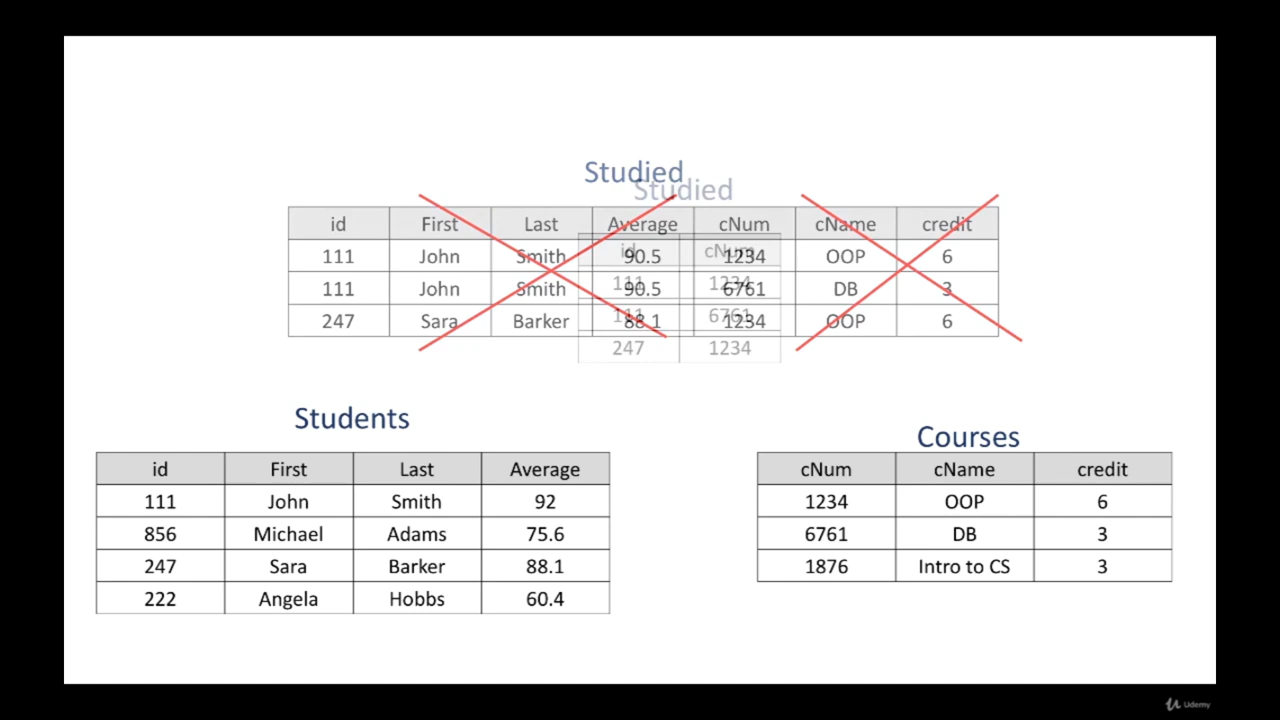 Studied
Studied
id First Last Average cNum cName credit
id cNum
111 John Smith 90.5 1234 OOP 6
111 1234
111 John Smith 90.5 6761 DB 3
111 6761
247 Sara Barker 88.1 1234 OOP 6
247 1234
Students
Courses
id First Last Average
cNum cName credit
111 John Smith 92
1234 OOP 6
856 Michael Adams 75.6
6761 DB 3
247 Sara Barker 88.1
1876 Intro to CS 3
222 Angela Hobbs 60.4
Udemy